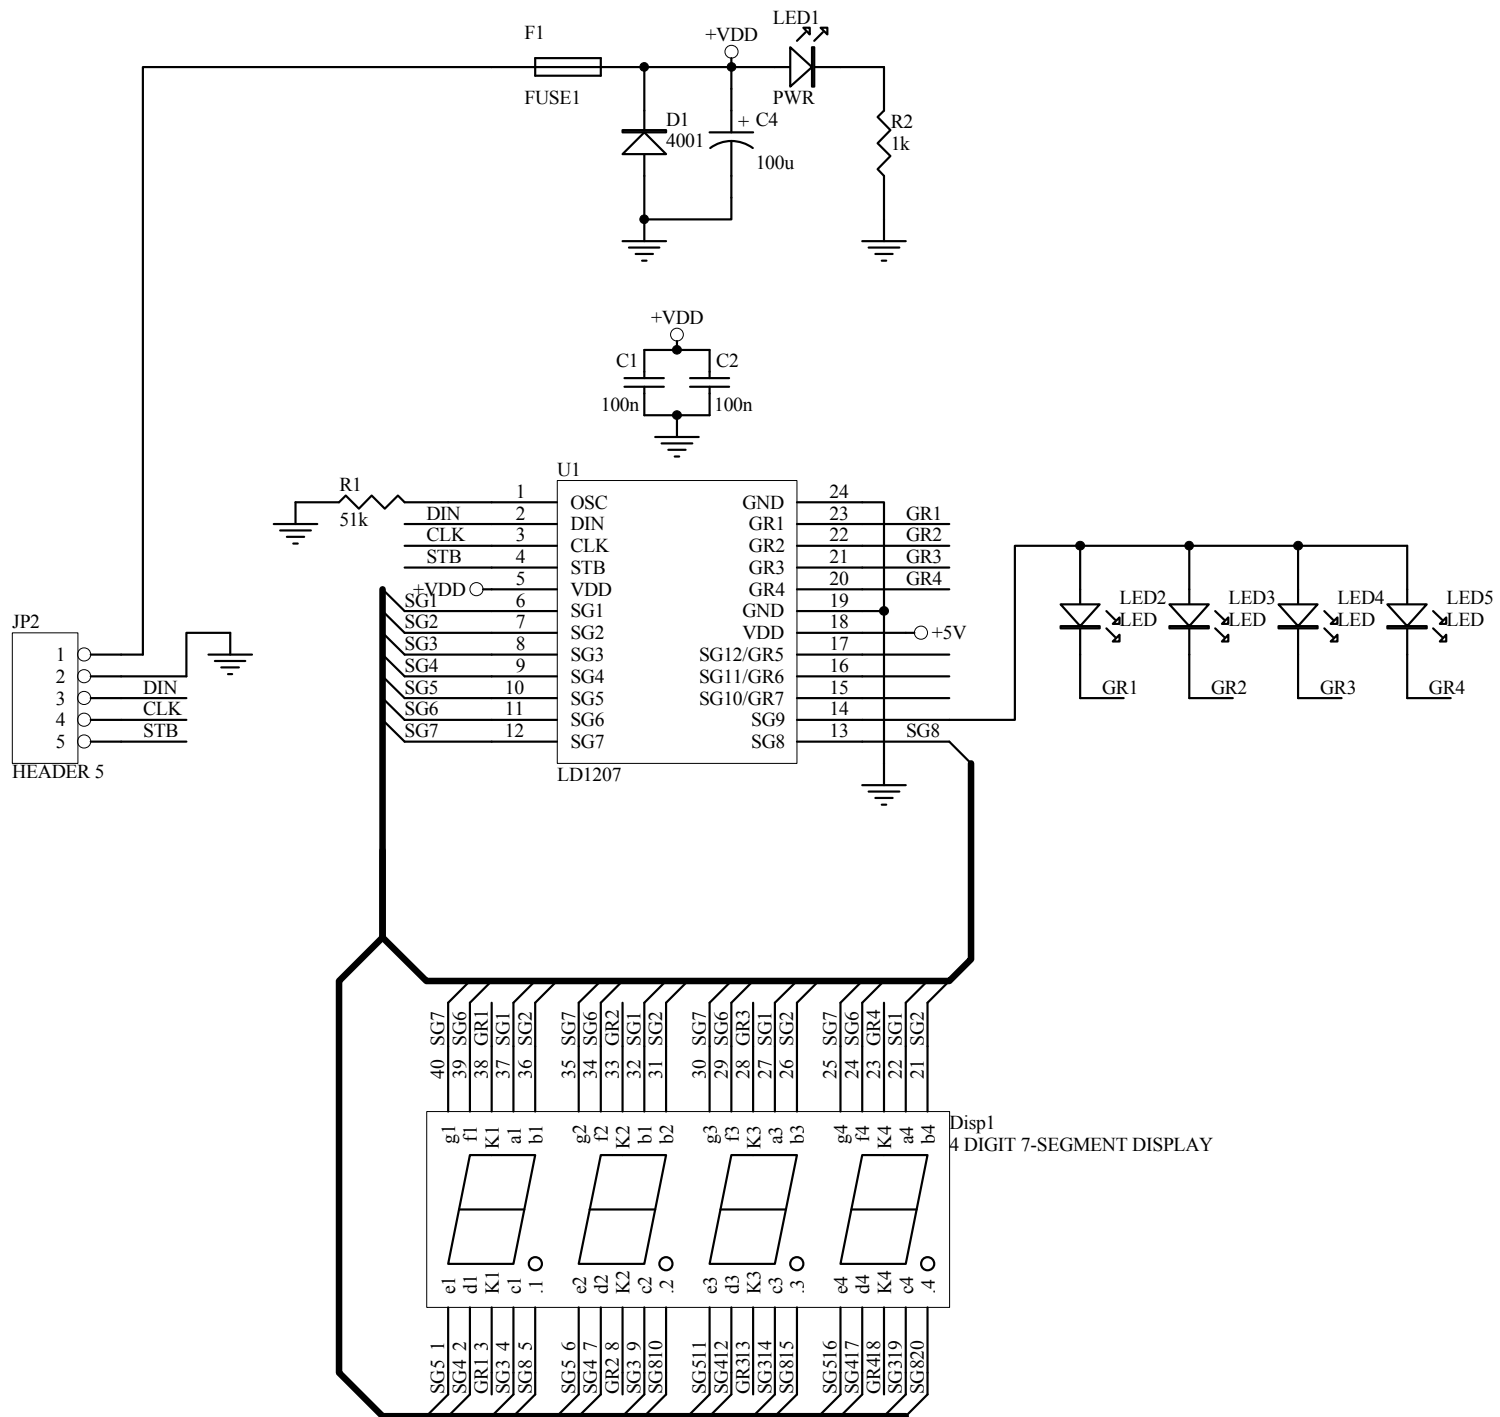 LED1
F1
+VDD
FUSE1
PWR
D1
4001
+ C4
100u
R2
1k
+VDD
C1
C2
100n
100n
U1
R1
51k
1 OSC
DIN 2 DIN
CLK 3 CLK
STB 4 STB
+VDD 5 VDD
SG1 6 SG1
SG2 7 SG2
SG3 8 SG3
SG4 9 SG4
SG5 10 SG5
SG6 11 SG6
SG7 12 SG7
GND 24
GR1 23 GR1
GR2 22 GR2
GR3 21 GR3
GR4 20 GR4
GND 19
VDD 18 +5V
SG12/GR5 17
SG11/GR6 16
SG10/GR7 15
SG9 14
SG8 13 SG8
LD1207
LED2
LED
LED3
LED
LED4
LED
LED5
LED
GR1
GR2
GR3
GR4
JP2
1
2
3 DIN
4 CLK
5 STB
HEADER 5
40 SG7
39 SG6
38 GR1
37 SG1
36 SG2
35 SG7
34 SG6
33 GR2
32 SG1
31 SG2
30 SG7
29 SG6
28 GR3
27 SG1
26 SG2
25 SG7
24 SG6
23 GR4
22 SG1
21 SG2
g1 f1 K1 a1 b1
g2 f2 K2 b1 b2
g3 f3 K3 a3 b3
g4 f4 K4 a4 b4
Disp1
4 DIGIT 7-SEGMENT DISPLAY
e1 d1 K1 c1 .1
e2 d2 K2 c2 .2
e3 d3 K3 c3 .3
e4 d4 K4 c4 .4
SG5 1
SG4 2
GR1 3
SG3 4
SG8 5
SG5 6
SG4 7
GR2 8
SG3 9
SG810
SG511
SG412
GR313
SG314
SG815
SG516
SG417
GR418
SG319
SG820